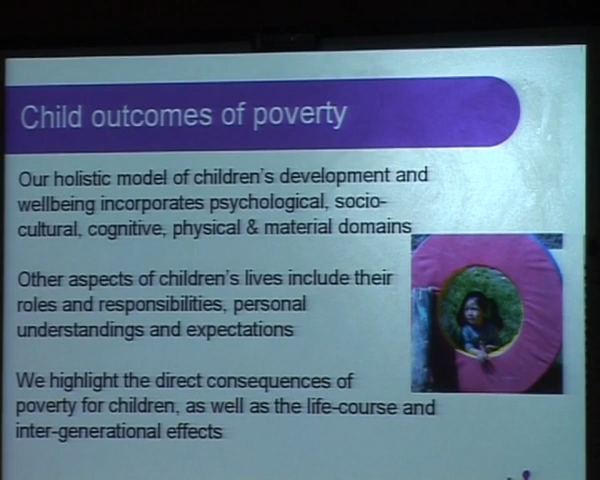 Child outcomes of poverty
Our holistic model of children's development and
wellbeing incorporates psychological, socio-
cultural, cognitive, physical & material domains
Other aspects of children's lives include their
roles and responsibilities, personal
understandings and expectations
We highlight the direct consequences of
poverty for children, as well as the life-course and
inter-generational effects